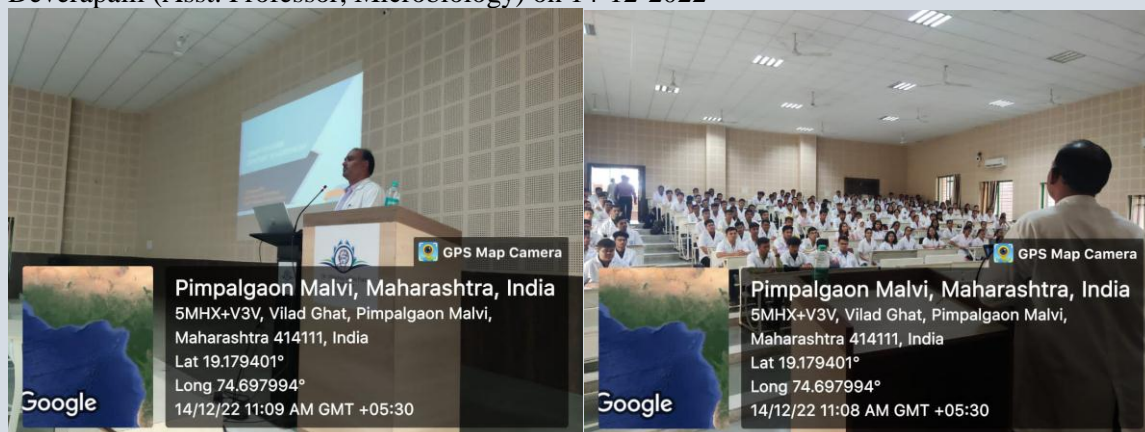 Deverapalli (Asst. Professor, Microbiology) on 14-12-2022
GPS Map Camera
Pimpalgaon Malvi, Maharashtra, India
5MHX+V3V, Vilad Ghat, Pimpalgaon Malvi,
Maharashtra 414111, India
Lat 19.179401°
Long 74.697994°
14/12/22 11:09 AM GMT +05:30
Google
GPS Map Camera
Pimpalgaon Malvi, Maharashtra, India
5MHX+V3V, Vilad Ghat, Pimpalgaon Malvi,
Maharashtra 414111, India
Lat 19.179401°
Long 74.697994°
14/12/22 11:08 AM GMT +05:30
Google